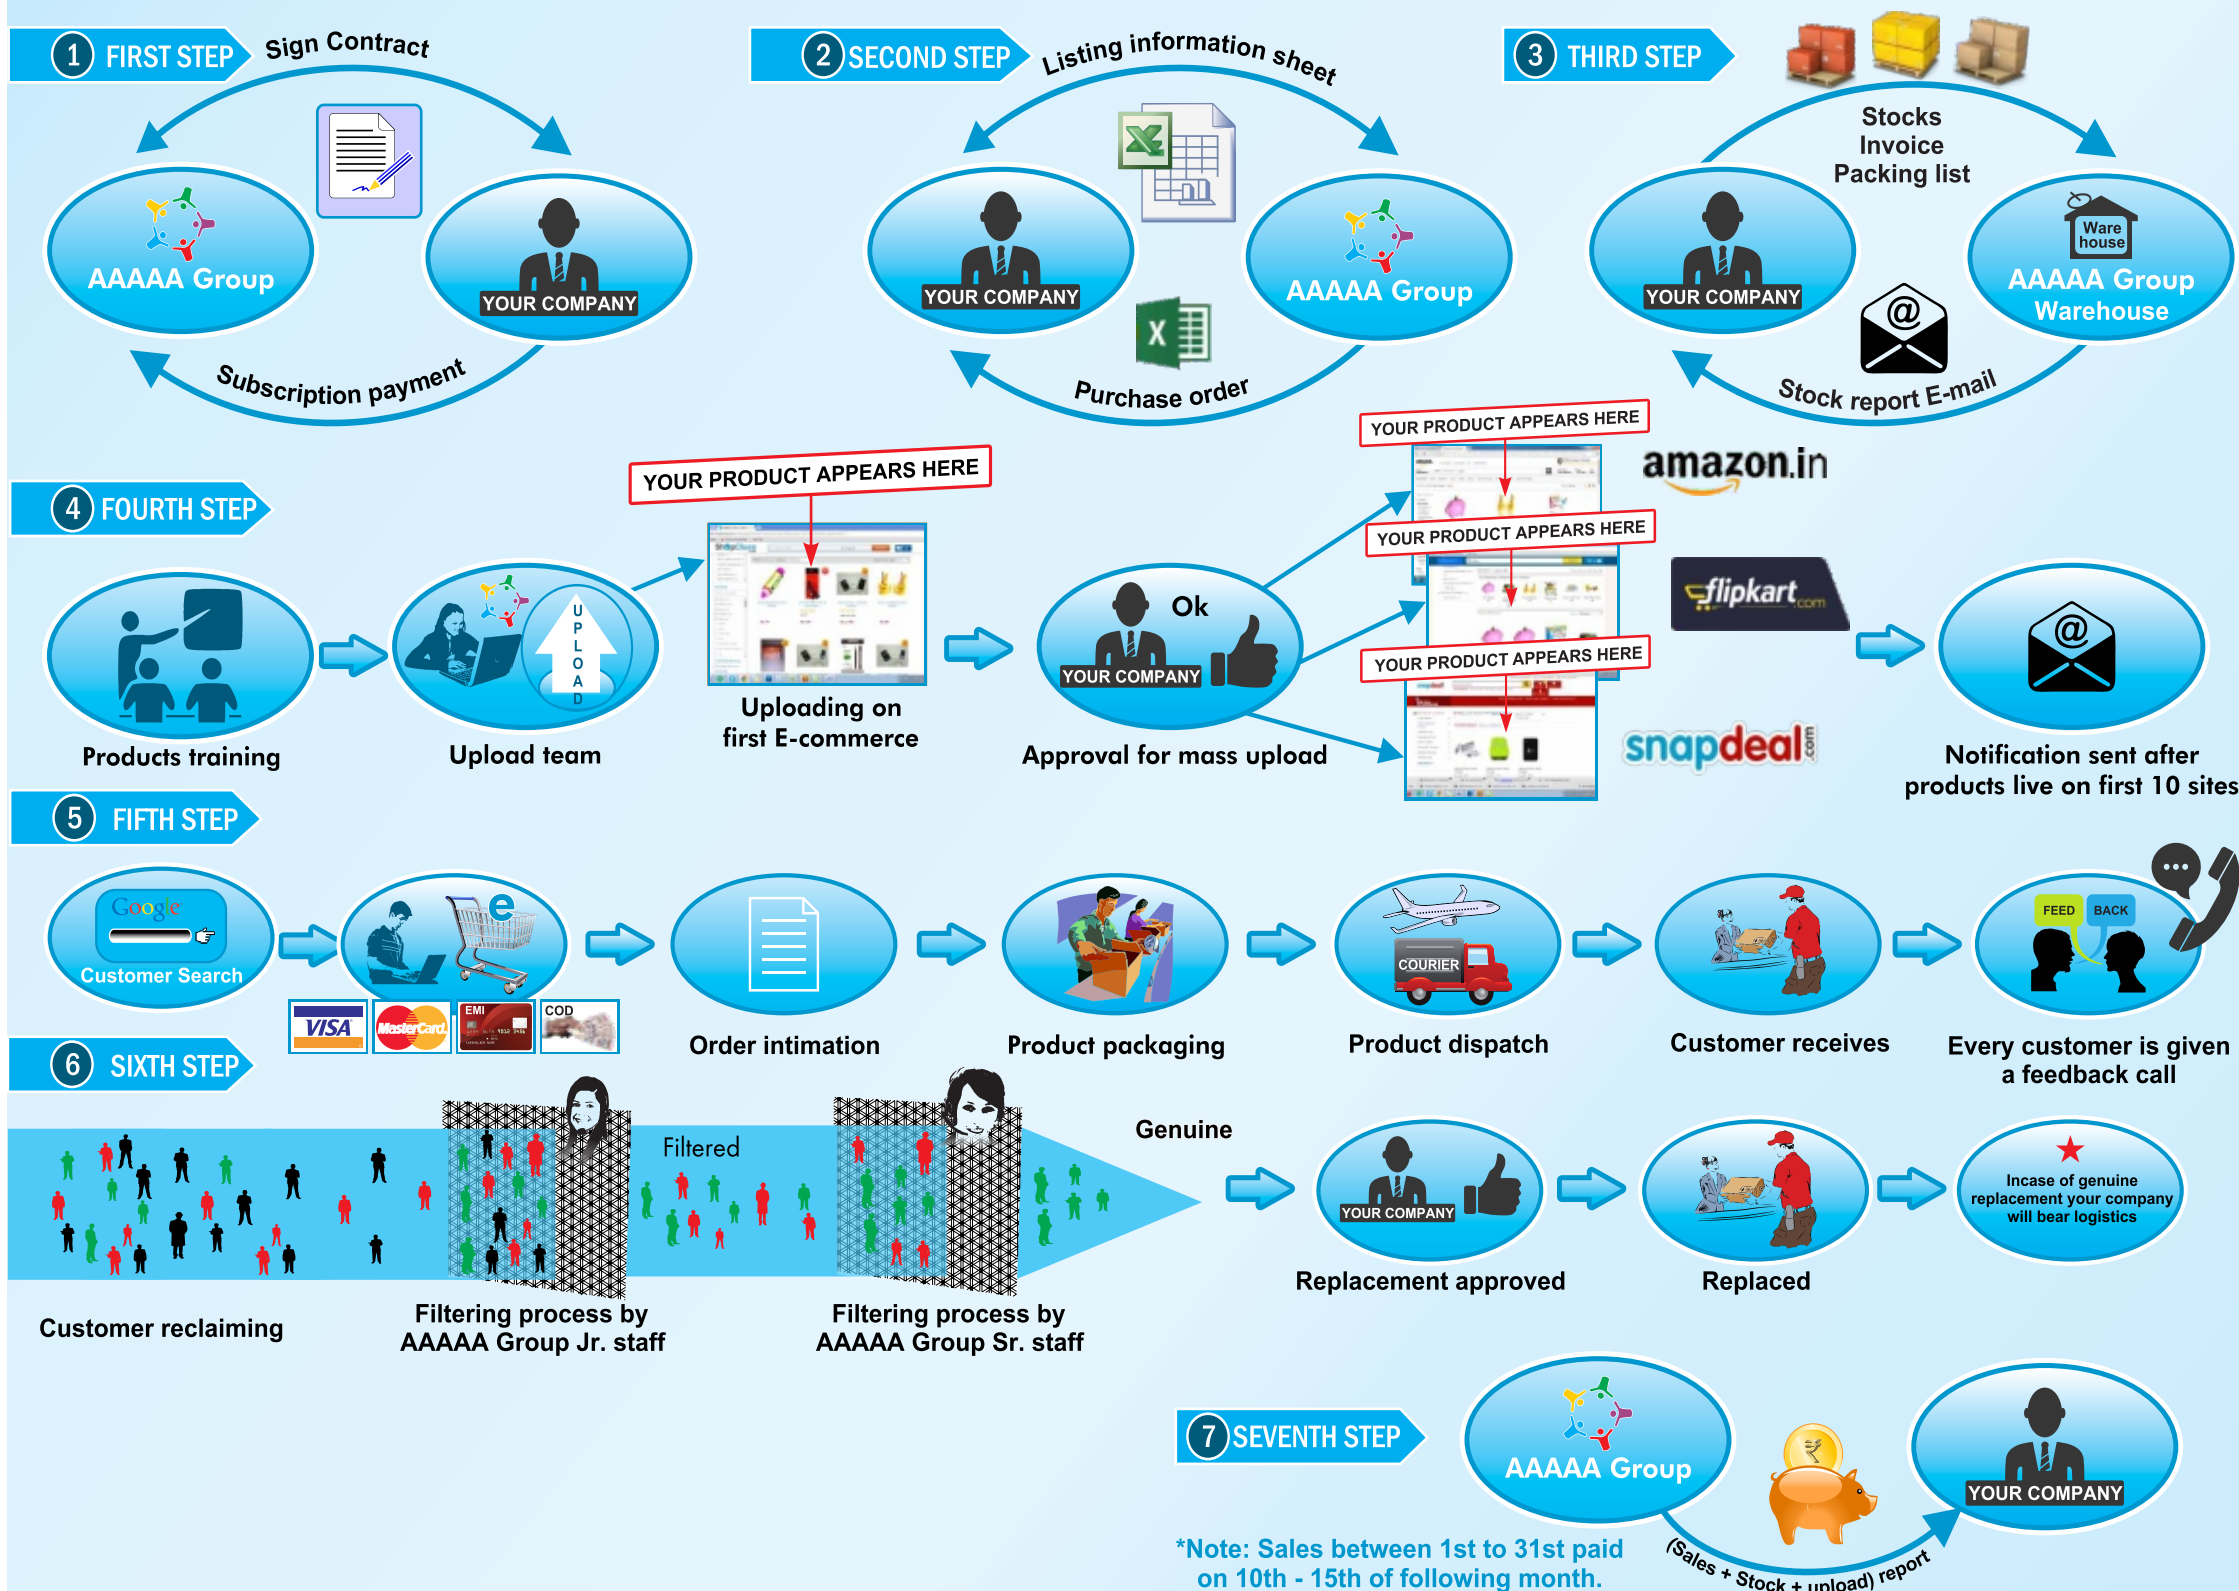 1 FIRST STEP
Sign Contract
AAAAA Group
YOUR COMPANY
Subscription payment
2 SECOND STEP
Listing information sheet
YOUR COMPANY
AAAAA Group
Purchase order
3 THIRD STEP
Stocks
Invoice
Packing list
YOUR COMPANY
Ware
house
AAAAA Group
Warehouse
@
Stock report E-mail
4 FOURTH STEP
Products training
UPLOAD
Upload team
YOUR PRODUCT APPEARS HERE
Uploading on
first E-commerce
Ok
YOUR COMPANY
Approval for mass upload
YOUR PRODUCT APPEARS HERE
YOUR PRODUCT APPEARS HERE
YOUR PRODUCT APPEARS HERE
amazon.in
flipkart.com
snapdeal.com
@
Notification sent after
products live on first 10 sites
5 FIFTH STEP
Google
Customer Search
e
VISA
MasterCard.
EMI
COD
Order intimation
Product packaging
COURIER
Product dispatch
Customer receives
FEED BACK
Every customer is given
a feedback call
6 SIXTH STEP
Customer reclaiming
Filtering process by
AAAAA Group Jr. staff
Filtered
Filtering process by
AAAAA Group Sr. staff
Genuine
YOUR COMPANY
Replacement approved
Replaced
Incase of genuine
replacement your company
will bear logistics
7 SEVENTH STEP
AAAAA Group
₹
YOUR COMPANY
(Sales + Stock + upload) report
*Note: Sales between 1st to 31st paid
on 10th - 15th of following month.